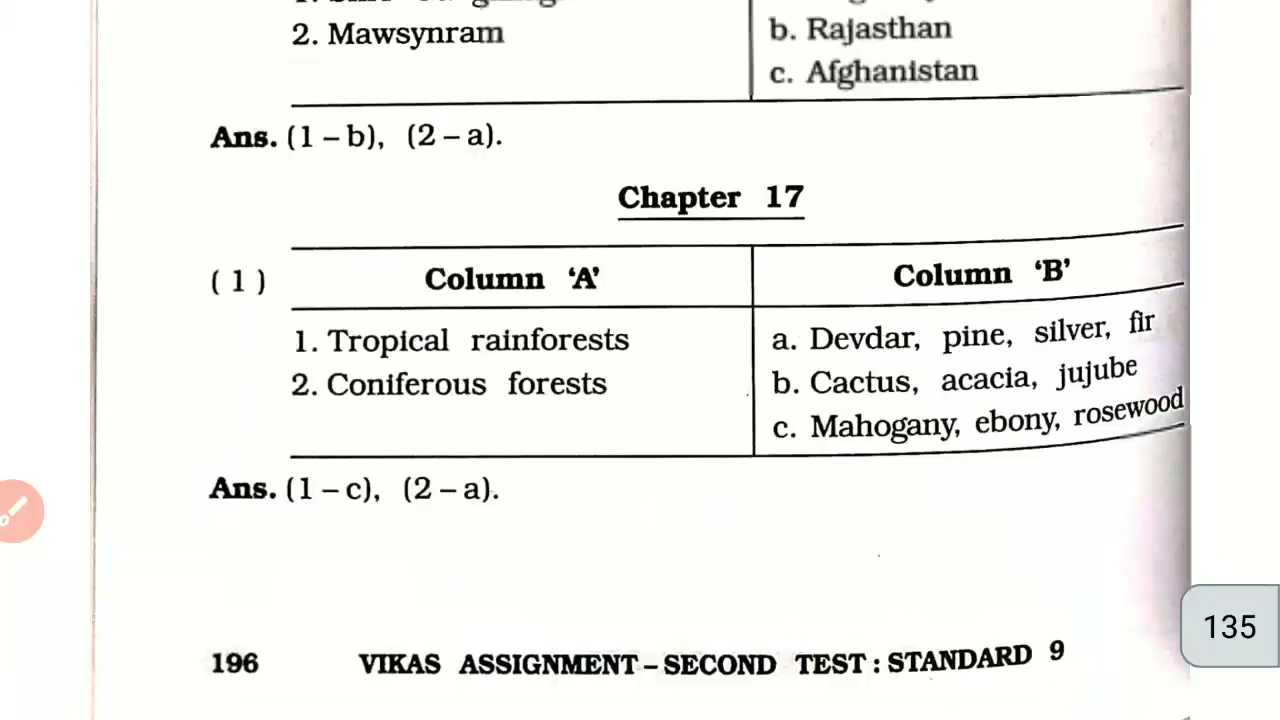 2. Mawsynram
b. Rajasthan
c. Afghanistan
Ans. (1 – b), (2 – a).
Chapter 17
(1) Column ‘A’ Column ‘B’
1. Tropical rainforests a. Devdar, pine, silver, fir
2. Coniferous forests b. Cactus, acacia, jujube
c. Mahogany, ebony, rosewood
Ans. (1 – c), (2 – a).
135
196 VIKAS ASSIGNMENT – SECOND TEST : STANDARD 9